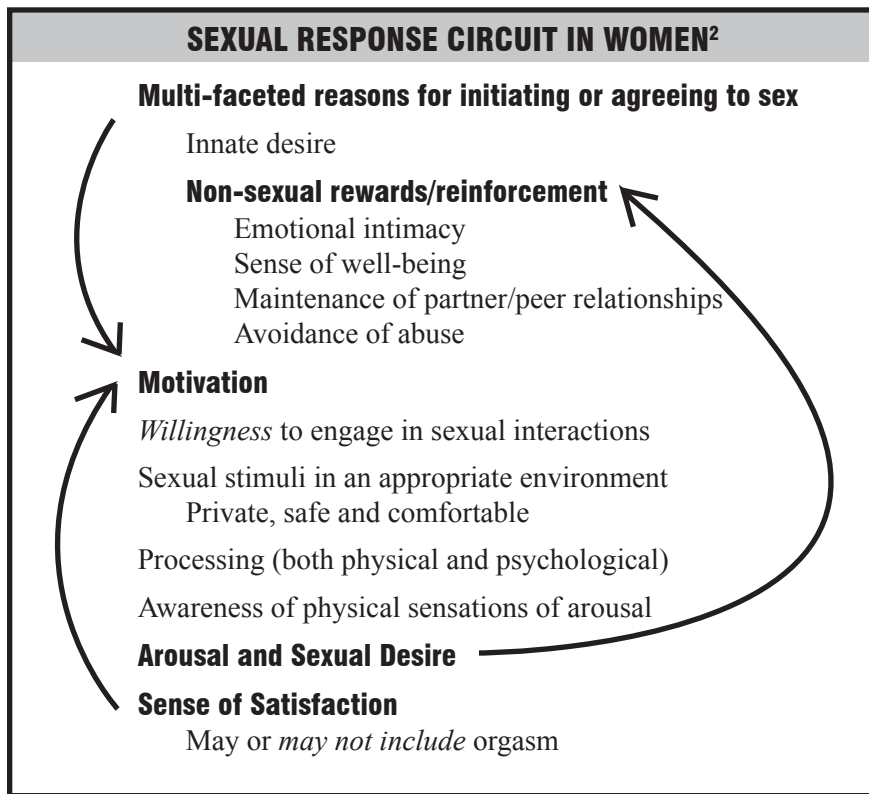 SEXUAL RESPONSE CIRCUIT IN WOMEN²
Multi-faceted reasons for initiating or agreeing to sex
Innate desire
Non-sexual rewards/reinforcement
Emotional intimacy
Sense of well-being
Maintenance of partner/peer relationships
Avoidance of abuse
Motivation
Willingness to engage in sexual interactions
Sexual stimuli in an appropriate environment
Private, safe and comfortable
Processing (both physical and psychological)
Awareness of physical sensations of arousal
Arousal and Sexual Desire
Sense of Satisfaction
May or may not include orgasm